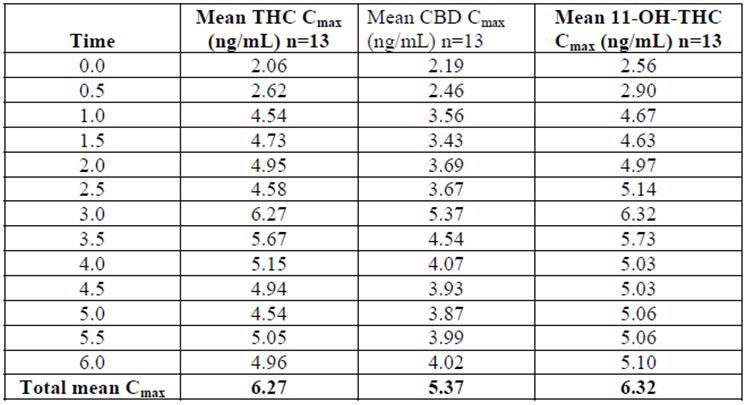 Time | Mean THC Cmax (ng/mL) n=13 | Mean CBD Cmax (ng/mL) n=13 | Mean 11-OH-THC Cmax (ng/mL) n=13
0.0 | 2.06 | 2.19 | 2.56
0.5 | 2.62 | 2.46 | 2.90
1.0 | 4.54 | 3.56 | 4.67
1.5 | 4.73 | 3.43 | 4.63
2.0 | 4.95 | 3.69 | 4.97
2.5 | 4.58 | 3.67 | 5.14
3.0 | 6.27 | 5.37 | 6.32
3.5 | 5.67 | 4.54 | 5.73
4.0 | 5.15 | 4.07 | 5.03
4.5 | 4.94 | 3.93 | 5.03
5.0 | 4.54 | 3.87 | 5.06
5.5 | 5.05 | 3.99 | 5.06
6.0 | 4.96 | 4.02 | 5.10
Total mean Cmax | 6.27 | 5.37 | 6.32